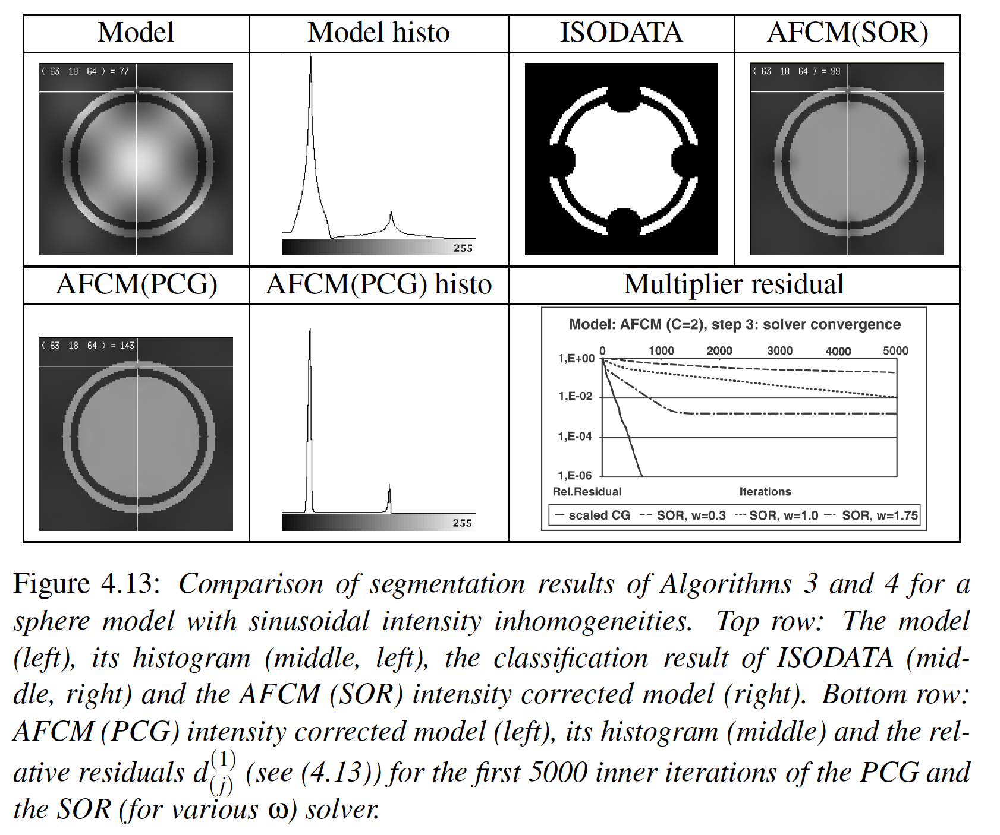 Model
Model histo
ISODATA
AFCM(SOR)
( 63 18 64 ) = 77
255
( 63 18 64 ) = 99
AFCM(PCG)
AFCM(PCG) histo
Multiplier residual
( 63 18 64 ) = 143
255
Model: AFCM (C=2), step 3: solver convergence
0 1000 2000 3000 4000 5000
1,E+00
1,E-02
1,E-04
1,E-06
Rel.Residual Iterations
scaled CG SOR, w=0.3 SOR, w=1.0 SOR, w=1.75
Figure 4.13: Comparison of segmentation results of Algorithms 3 and 4 for a
sphere model with sinusoidal intensity inhomogeneities. Top row: The model
(left), its histogram (middle, left), the classification result of ISODATA (mid-
dle, right) and the AFCM (SOR) intensity corrected model (right). Bottom row:
AFCM (PCG) intensity corrected model (left), its histogram (middle) and the rel-
ative residuals d_{(j)}^{(1)} (see (4.13)) for the first 5000 inner iterations of the PCG and
the SOR (for various ω) solver.